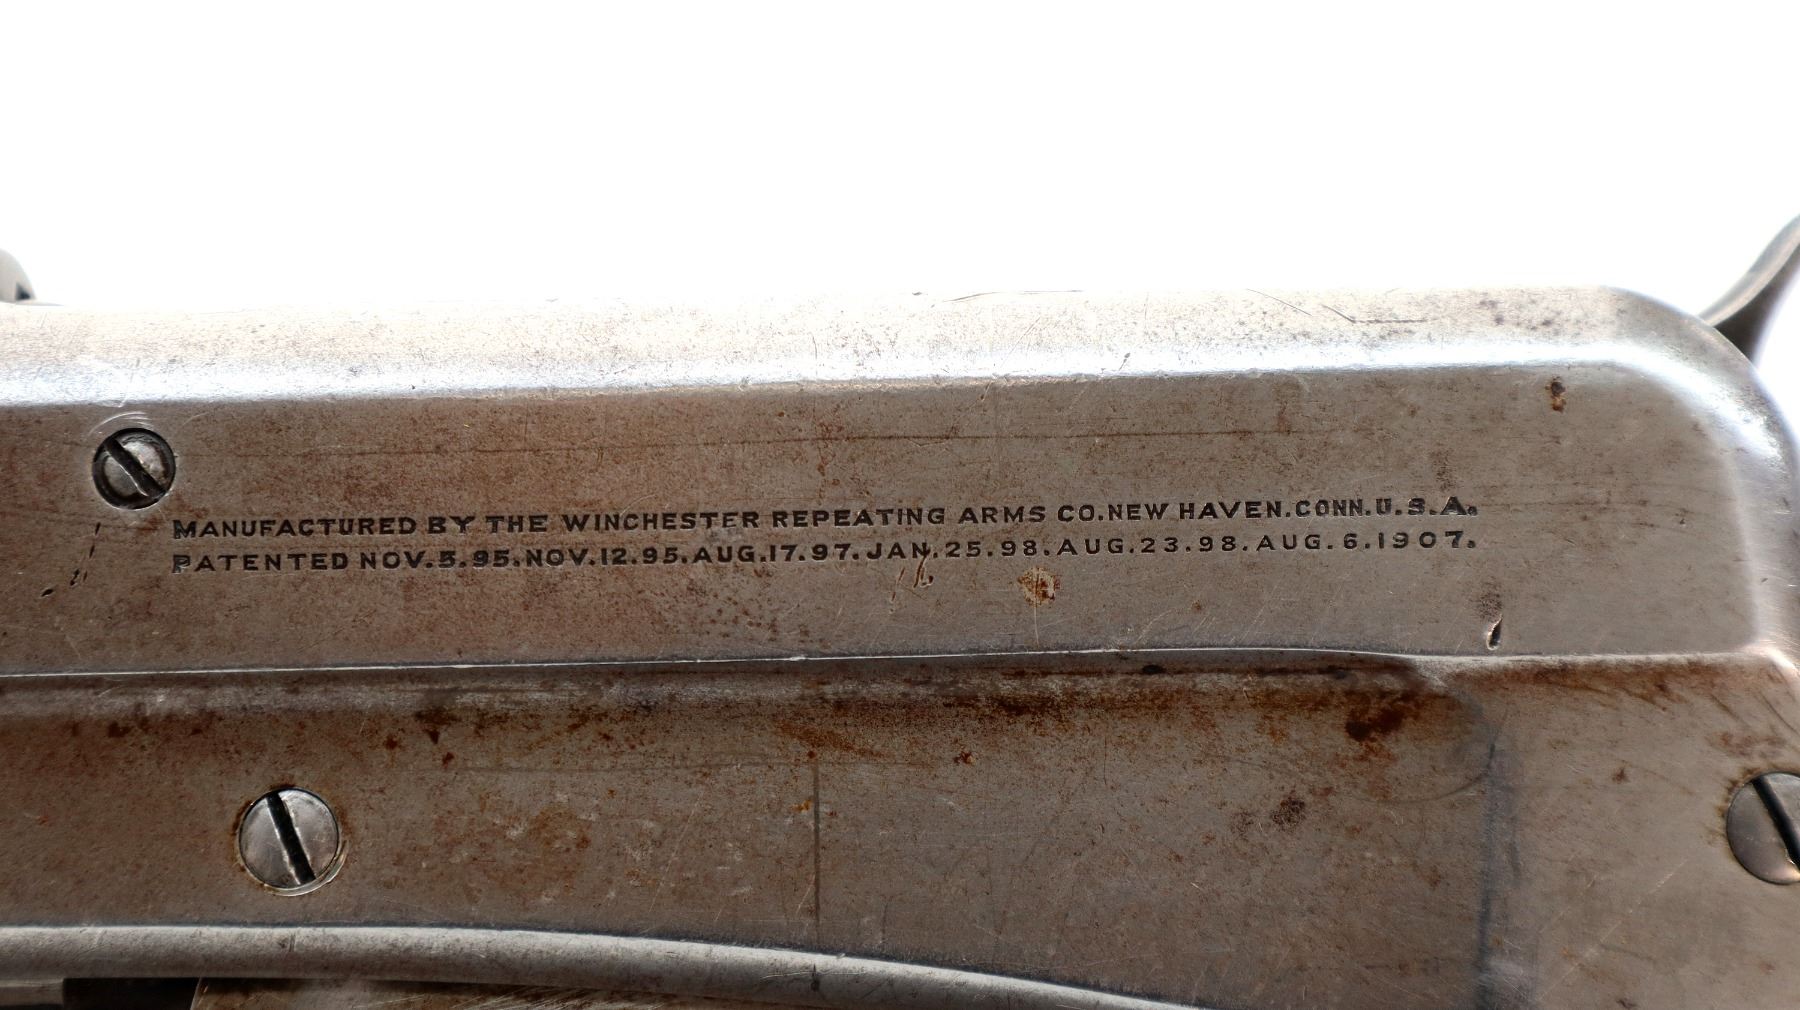 MANUFACTURED BY THE WINCHESTER REPEATING ARMS CO.NEW HAVEN.CONN.U.S.A.
PATENTED NOV.5.95.NOV.12.95.AUG.17.97.JAN.25.98.AUG.23.98.AUG.6.1907.